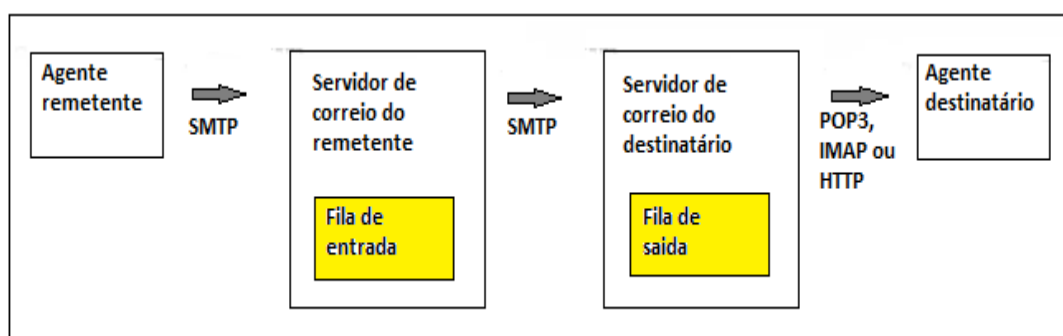 Agente
remetente
SMTP
Servidor de
correio do
remetente
Fila de
entrada
SMTP
Servidor de
correio do
destinatário
Fila de
saida
POP3,
IMAP ou
HTTP
Agente
destinatário